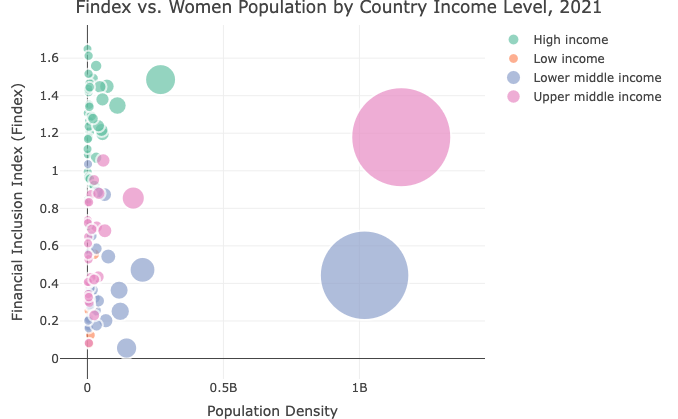 Findex vs. Women Population by Country Income Level, 2021
High income
Low income
Lower middle income
Upper middle income
Financial Inclusion Index (Findex)
1.6
1.4
1.2
1
0.8
0.6
0.4
0.2
0
0
0.5B
1B
Population Density